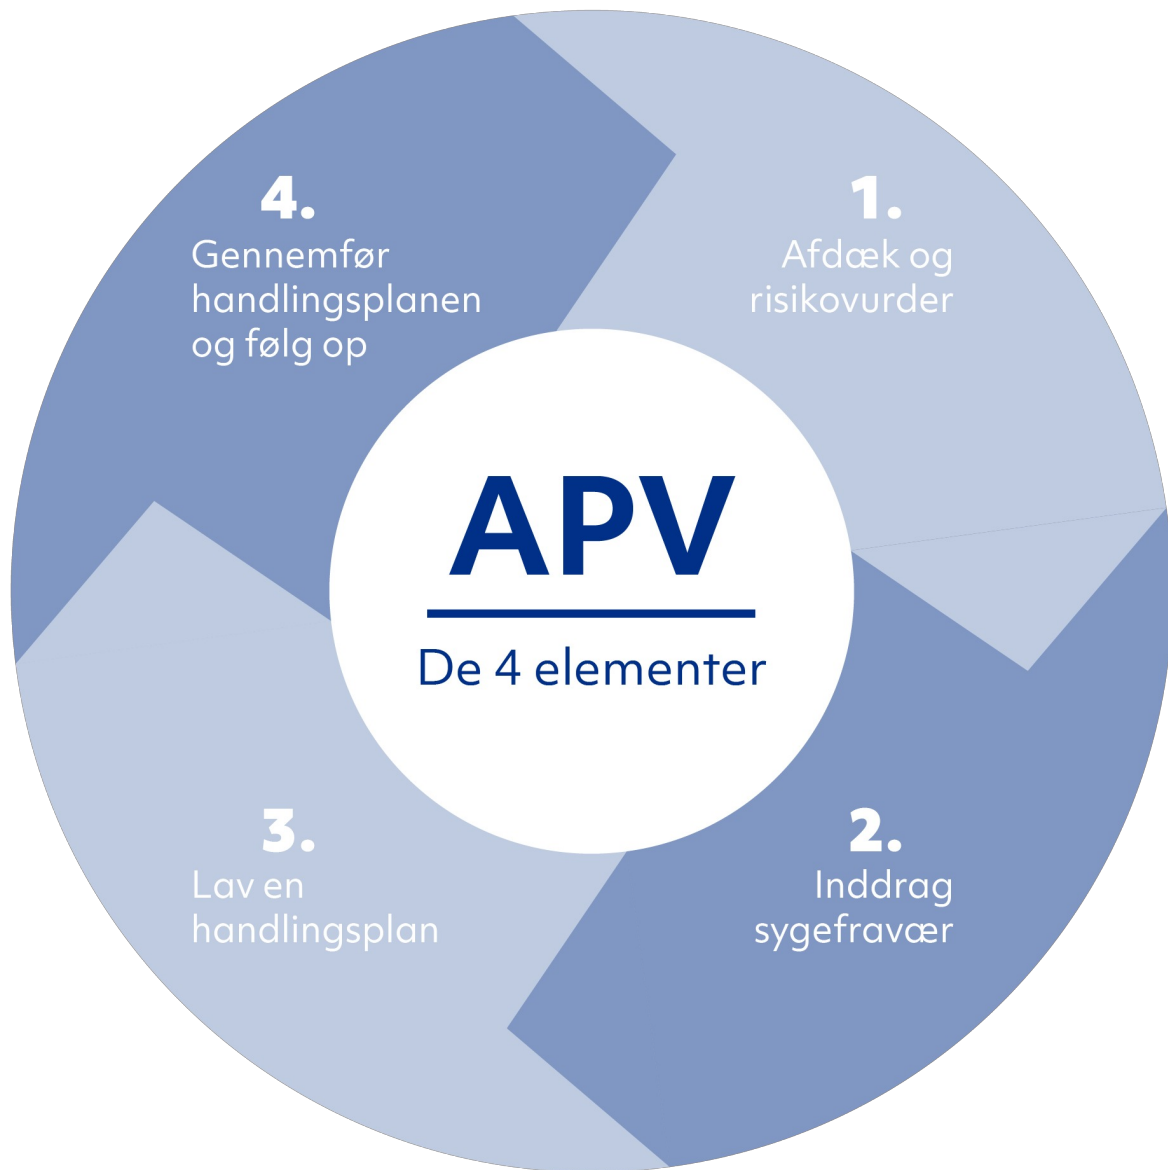 APV
De 4 elementer
1.
Afdæk og
risikovurder
2.
Inddrag
sygefravær
3.
Lav en
handlingsplan
4.
Gennemfør
handlingsplanen
og følg op